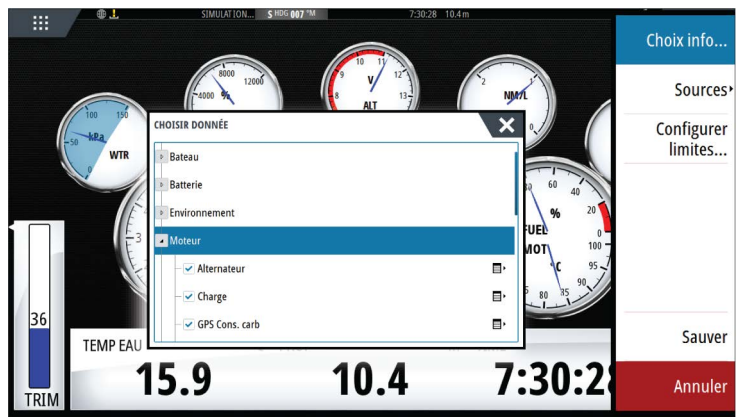 SIMULATION... S HDG 007 °M 7:30:28 10.4 m
Choix info...
Sources
Configurer limites...
Sauver
Annuler
CHOISIR DONNÉE
Bateau
Batterie
Environnement
Moteur
Alternateur
Charge
GPS Cons. carb
4000 8000 12000
%
8 9 10 11 12 13
V
ALT
2
NM/L
0
50 100 150
kPa
WTR
3
60 40 20 0
%
FUEL
MOT
°C
80 85 90 95 100
36
TRIM
TEMP EAU
15.9
10.4
7:30:28